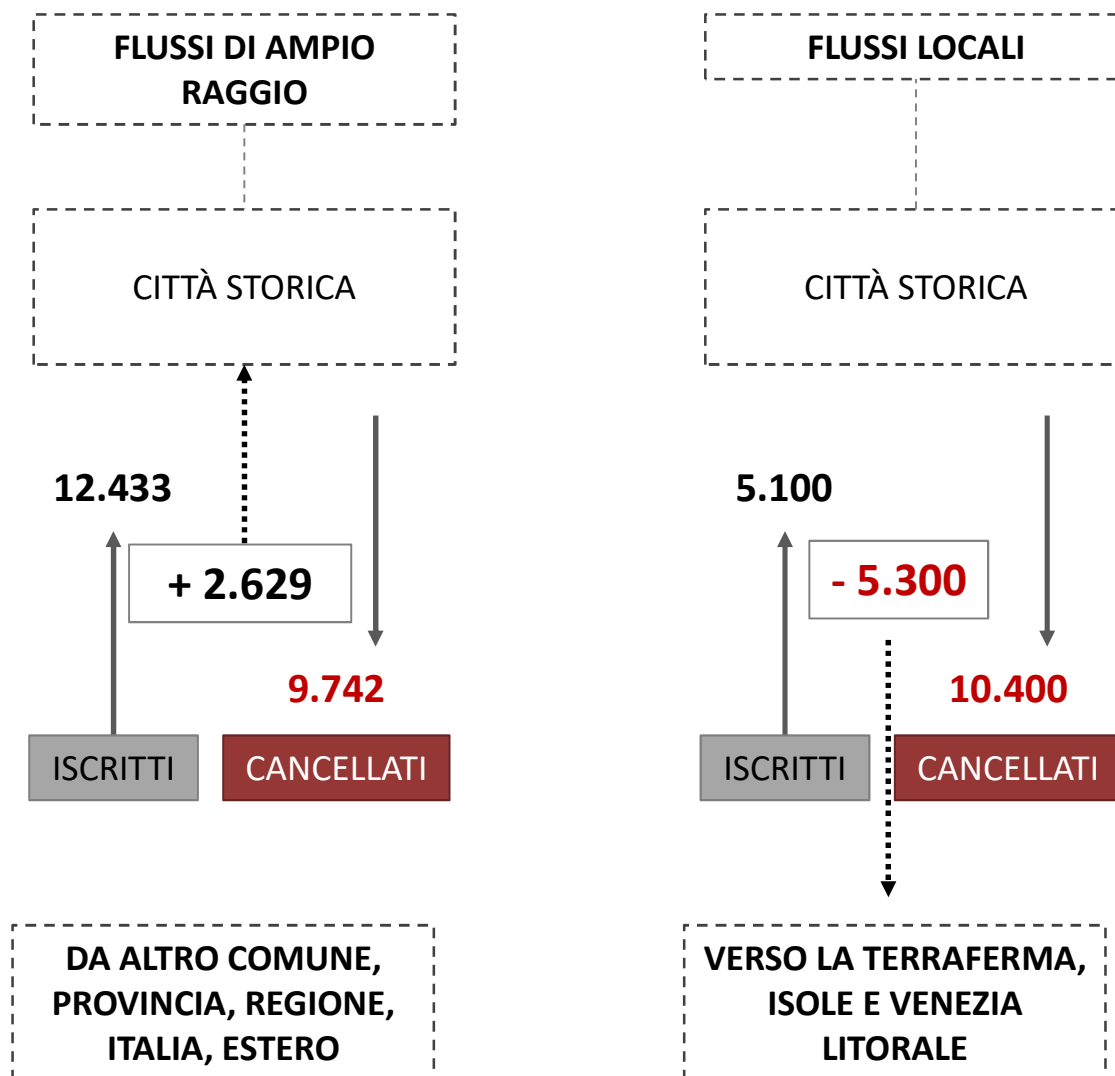 FLUSSI DI AMPIO
RAGGIO
CITTÀ STORICA
12.433
+ 2.629
9.742
ISCRITTI
CANCELLATI
DA ALTRO COMUNE,
PROVINCIA, REGIONE,
ITALIA, ESTERO
FLUSSI LOCALI
CITTÀ STORICA
5.100
- 5.300
10.400
ISCRITTI
CANCELLATI
VERSO LA TERRAFERMA,
ISOLE E VENEZIA
LITORALE